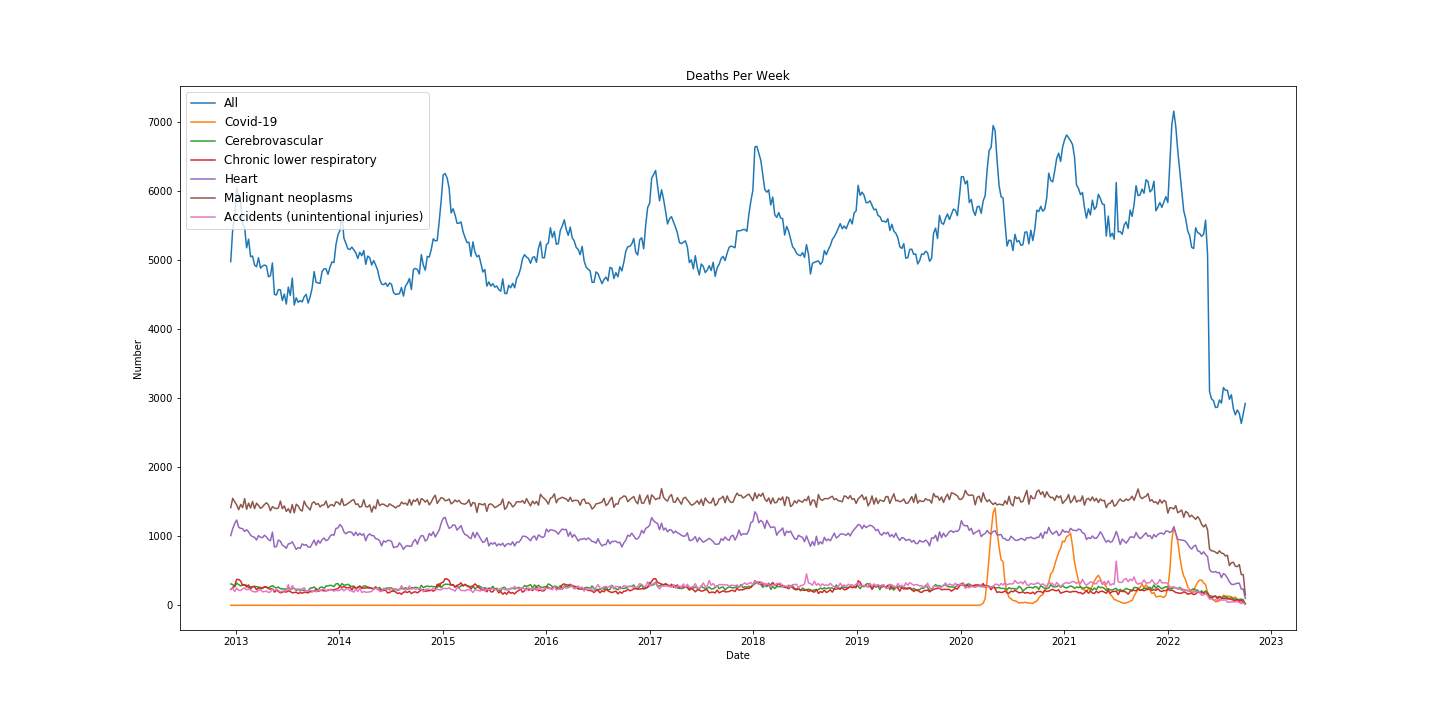 Deaths Per Week
All
Covid-19
Cerebrovascular
Chronic lower respiratory
Heart
Malignant neoplasms
Accidents (unintentional injuries)
7000
6000
5000
4000
3000
2000
1000
0
Number
2013 2014 2015 2016 2017 2018 2019 2020 2021 2022 2023
Date